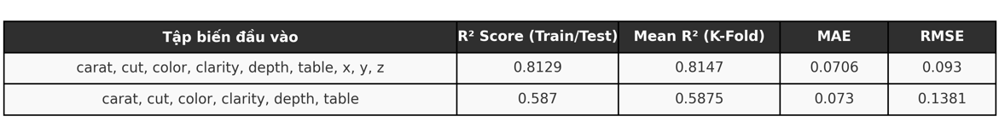 Tập biến đầu vào R² Score (Train/Test) Mean R² (K-Fold) MAE RMSE
carat, cut, color, clarity, depth, table, x, y, z 0.8129 0.8147 0.0706 0.093
carat, cut, color, clarity, depth, table 0.587 0.5875 0.073 0.1381